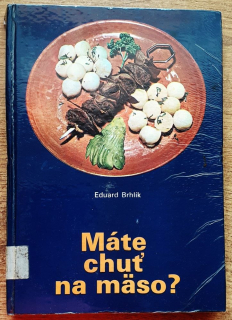 Eduard Brhlík
Máte
chuť
na mäso?